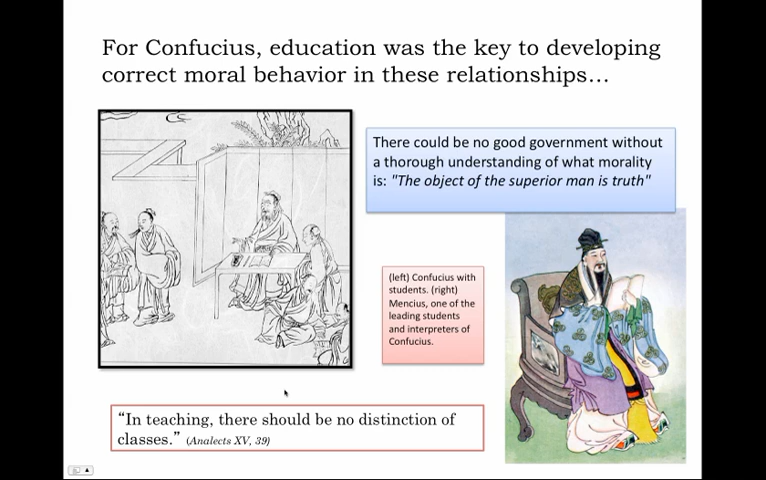 For Confucius, education was the key to developing
correct moral behavior in these relationships…
There could be no good government without
a thorough understanding of what morality
is: "The object of the superior man is truth"
(left) Confucius with
students. (right)
Mencius, one of the
leading students
and interpreters of
Confucius.
“In teaching, there should be no distinction of
classes.” (Analects XV, 39)